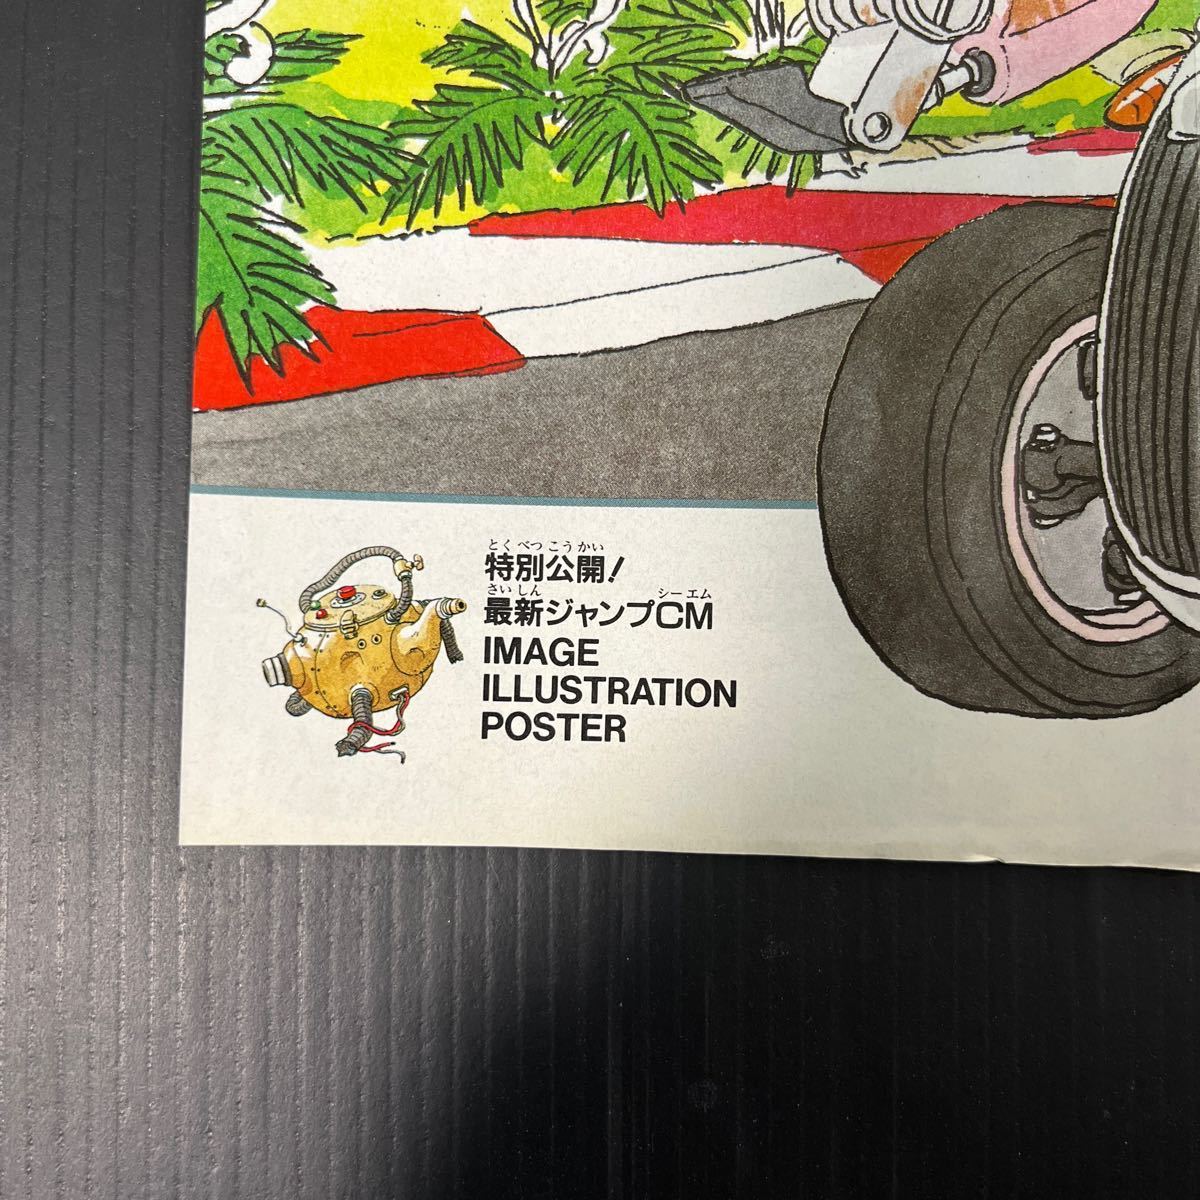 とくべつこうかい
特別公開!
さいしん シーエム
最新ジャンプCM
IMAGE
ILLUSTRATION
POSTER